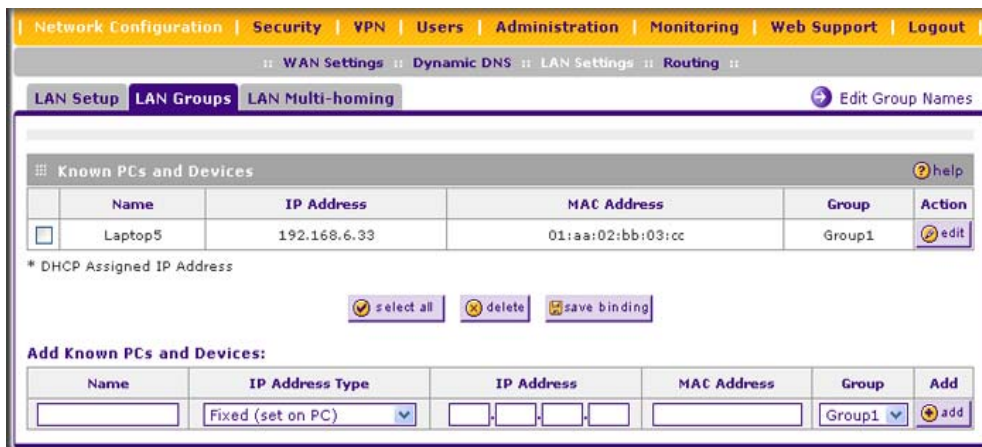 Network Configuration | Security | VPN | Users | Administration | Monitoring | Web Support | Logout
:: WAN Settings :: Dynamic DNS :: LAN Settings :: Routing ::
LAN Setup LAN Groups LAN Multi-homing Edit Group Names
Known PCs and Devices help
Name IP Address MAC Address Group Action
Laptop5 192.168.6.33 01:aa:02:bb:03:cc Group1 edit
* DHCP Assigned IP Address
select all delete save binding
Add Known PCs and Devices:
Name IP Address Type IP Address MAC Address Group Add
Fixed (set on PC) . . . Group1 add